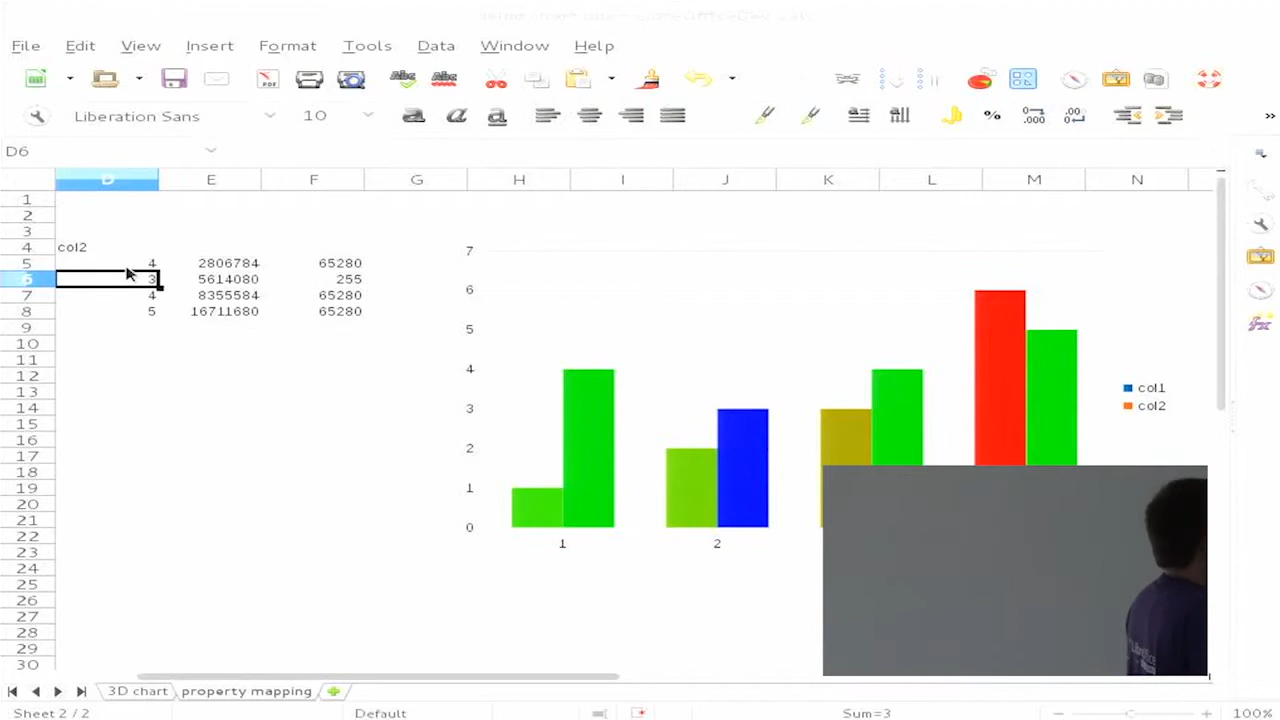 File Edit View Insert Format Tools Data Window Help
Liberation Sans 10
D6
D E F G H I J K L M N
1
2
3
4 col2
5 4 2806784 65280
6 3 5614080 255
7 4 8355584 65280
8 5 16711680 65280
9
10
11
12
13
14
15
16
17
18
19
20
21
22
23
24
25
26
27
28
29
30
7
6
5
4
3
2
1
0
1 2
col1
col2
3D chart property mapping
Sheet 2 / 2 Default Sum=3 100%